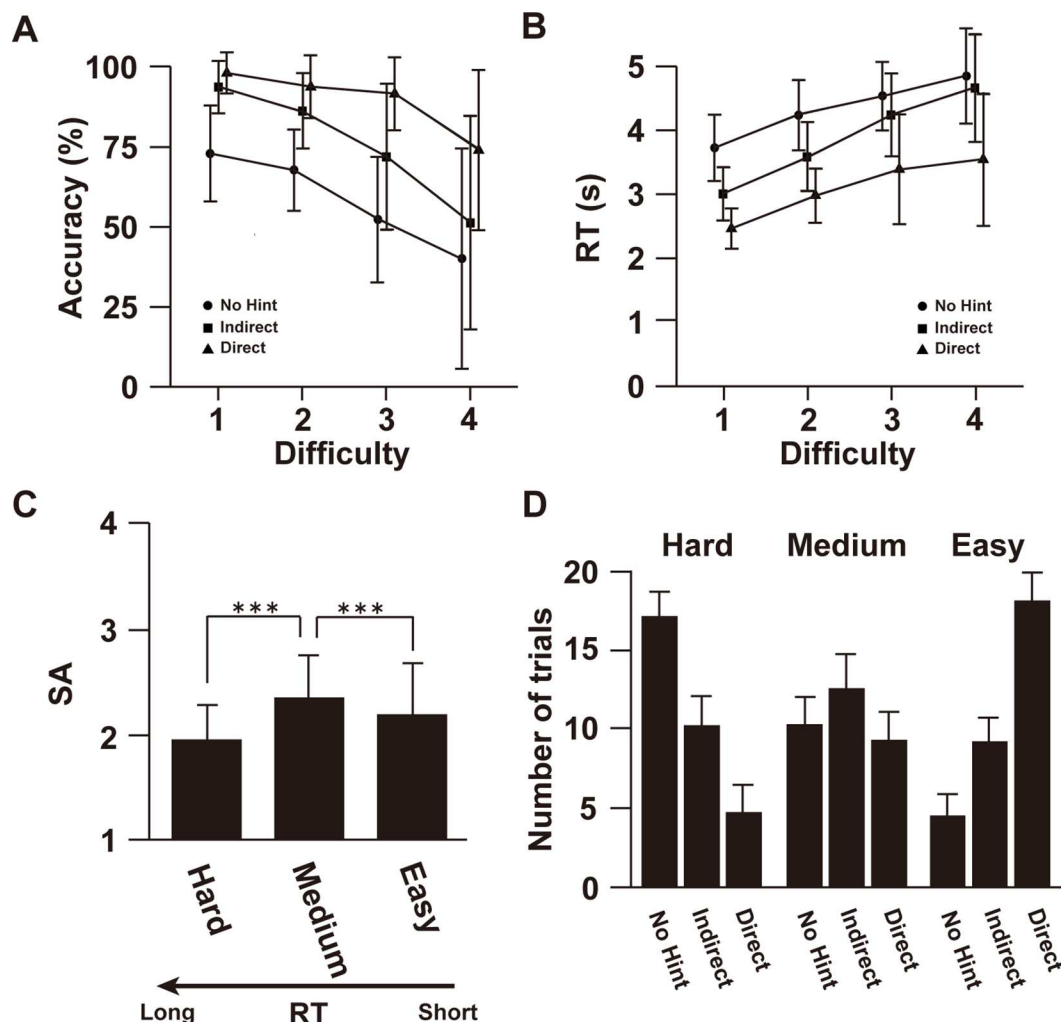 A
Accuracy (%)
100
75
50
25
0
No Hint
Indirect
Direct
1 2 3 4
Difficulty
B
RT (s)
5
4
3
2
1
0
No Hint
Indirect
Direct
1 2 3 4
Difficulty
C
SA
4
3
2
1
*** ***
Hard
Medium
Easy
Long RT Short
D
Hard Medium Easy
Number of trials
20
15
10
5
0
No Hint
Indirect
Direct
No Hint
Indirect
Direct
No Hint
Indirect
Direct